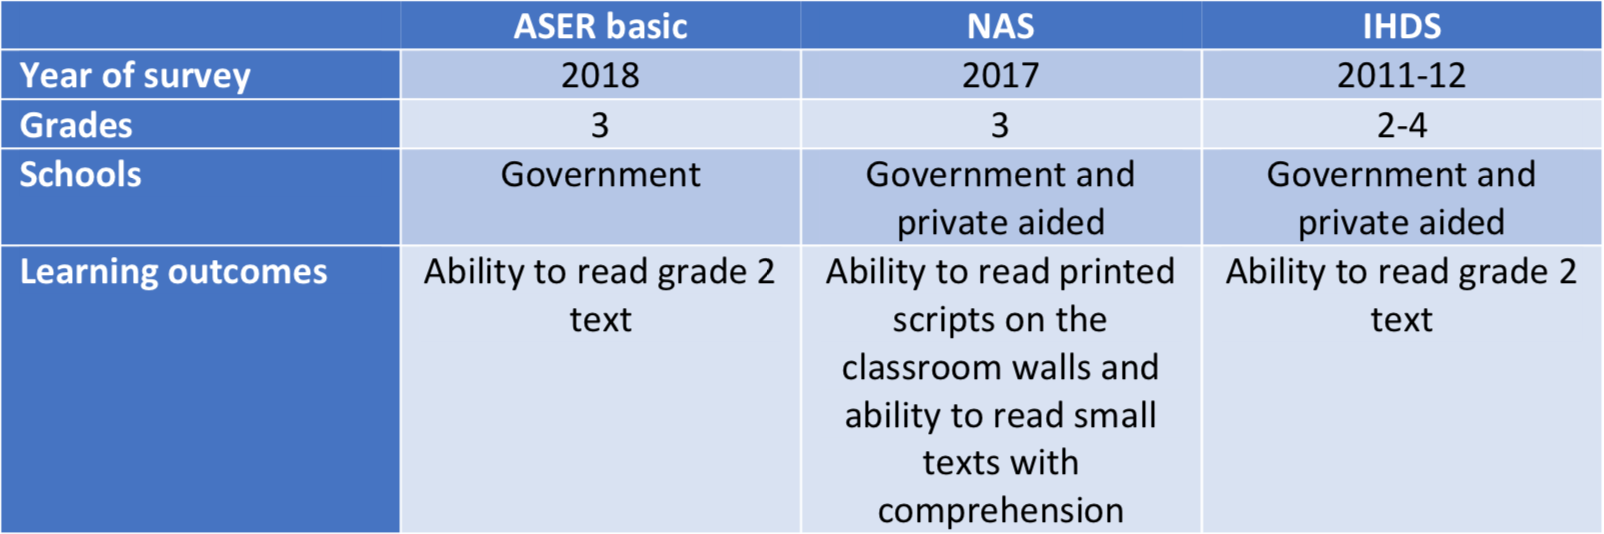 ASER basic NAS IHDS
Year of survey 2018 2017 2011-12
Grades 3 3 2-4
Schools Government Government and Government and
private aided private aided
Learning outcomes Ability to read grade 2 Ability to read printed Ability to read grade 2
text scripts on the text
classroom walls and
ability to read small
texts with
comprehension